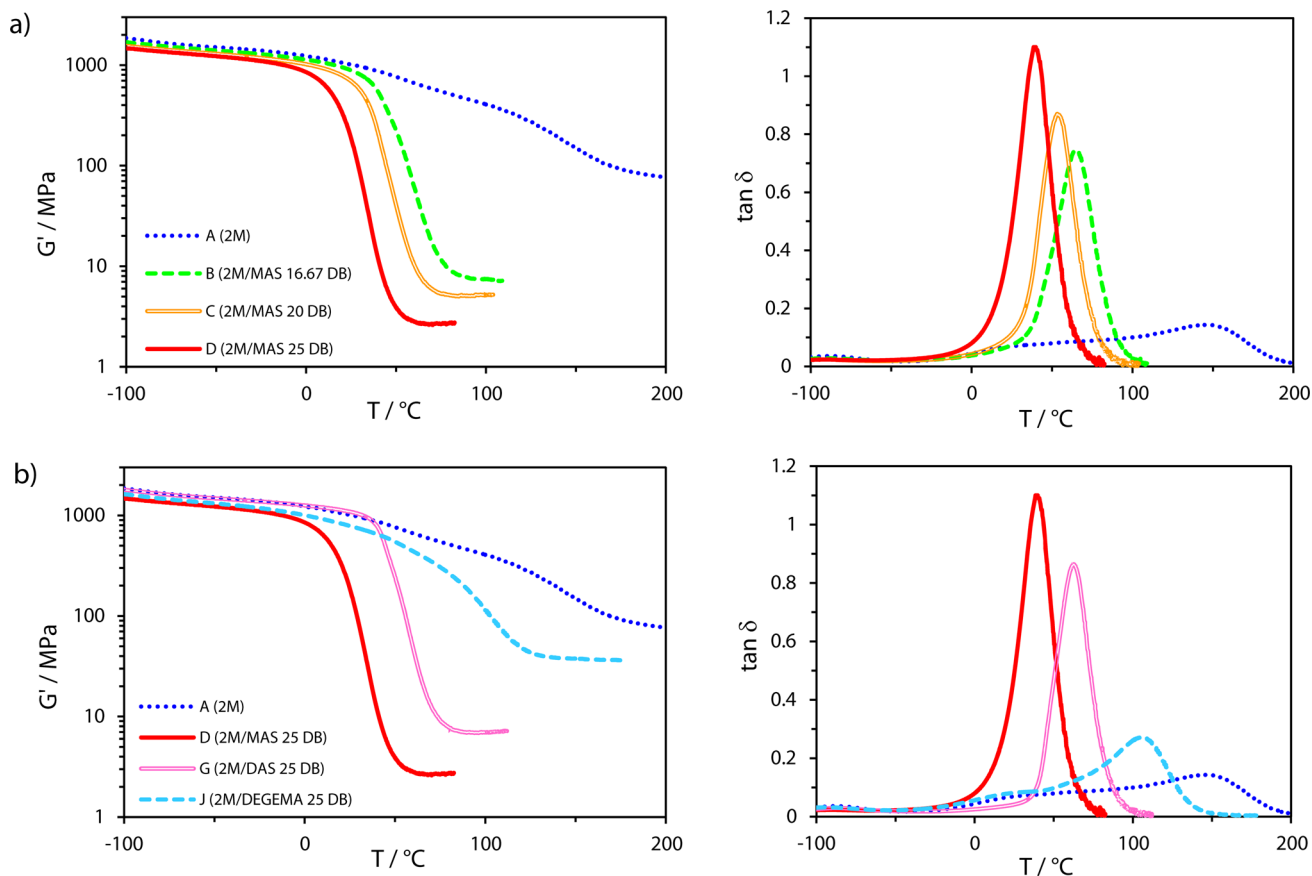 a)
G' / MPa
1000
100
10
1
A (2M)
B (2M/MAS 16.67 DB)
C (2M/MAS 20 DB)
D (2M/MAS 25 DB)
-100 0 100 200
T / °C
tan δ
1.2
1
0.8
0.6
0.4
0.2
0
-100 0 100 200
T / °C
b)
G' / MPa
1000
100
10
1
A (2M)
D (2M/MAS 25 DB)
G (2M/DAS 25 DB)
J (2M/DEGEMA 25 DB)
-100 0 100 200
T / °C
tan δ
1.2
1
0.8
0.6
0.4
0.2
0
-100 0 100 200
T / °C